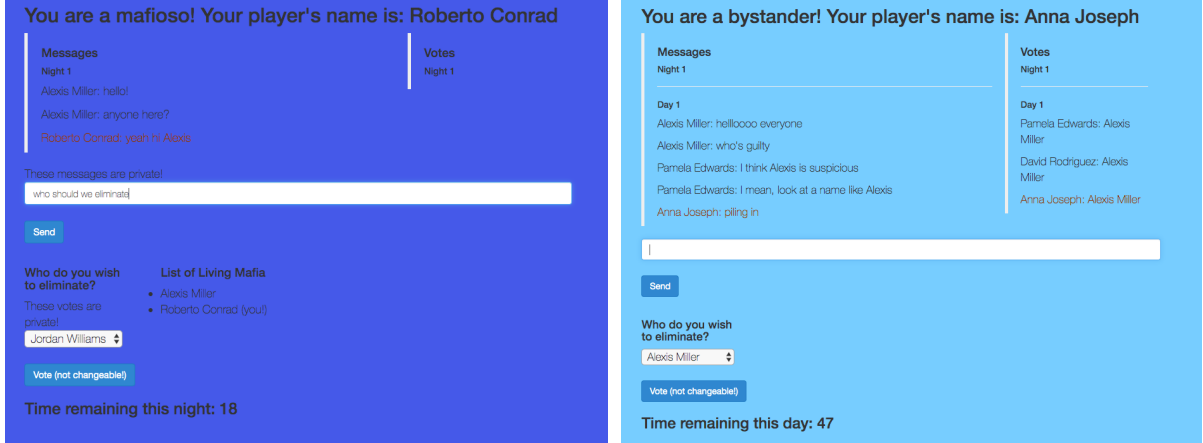 You are a mafioso! Your player's name is: Roberto Conrad
Messages
Night 1
Alexis Miller: hello!
Alexis Miller: anyone here?
Roberto Conrad: yeah hi Alexis
Votes
Night 1
These messages are private!
who should we eliminate
Send
Who do you wish
to eliminate?
These votes are
private!
Jordan Williams
List of Living Mafia
• Alexis Miller
• Roberto Conrad (you!)
Vote (not changeable!)
Time remaining this night: 18
You are a bystander! Your player's name is: Anna Joseph
Messages
Night 1
Day 1
Alexis Miller: hellloooo everyone
Alexis Miller: who's guilty
Pamela Edwards: I think Alexis is suspicious
Pamela Edwards: I mean, look at a name like Alexis
Anna Joseph: piling in
Votes
Night 1
Day 1
Pamela Edwards: Alexis
Miller
David Rodriguez: Alexis
Miller
Anna Joseph: Alexis Miller
Send
Who do you wish
to eliminate?
Alexis Miller
Vote (not changeable!)
Time remaining this day: 47